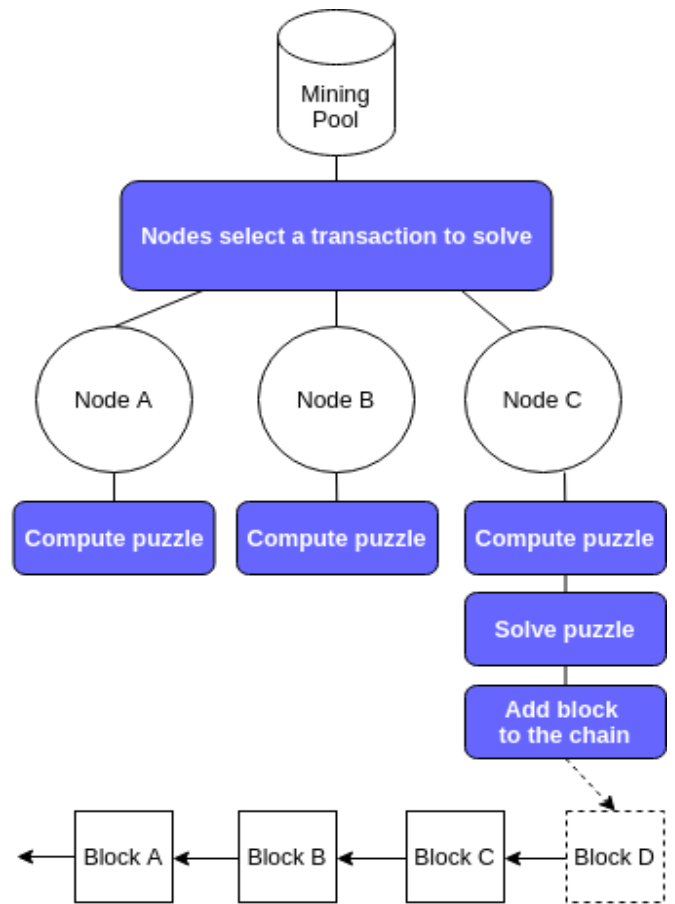 Mining
Pool
Nodes select a transaction to solve
Node A
Node B
Node C
Compute puzzle
Compute puzzle
Compute puzzle
Solve puzzle
Add block
to the chain
Block A
Block B
Block C
Block D